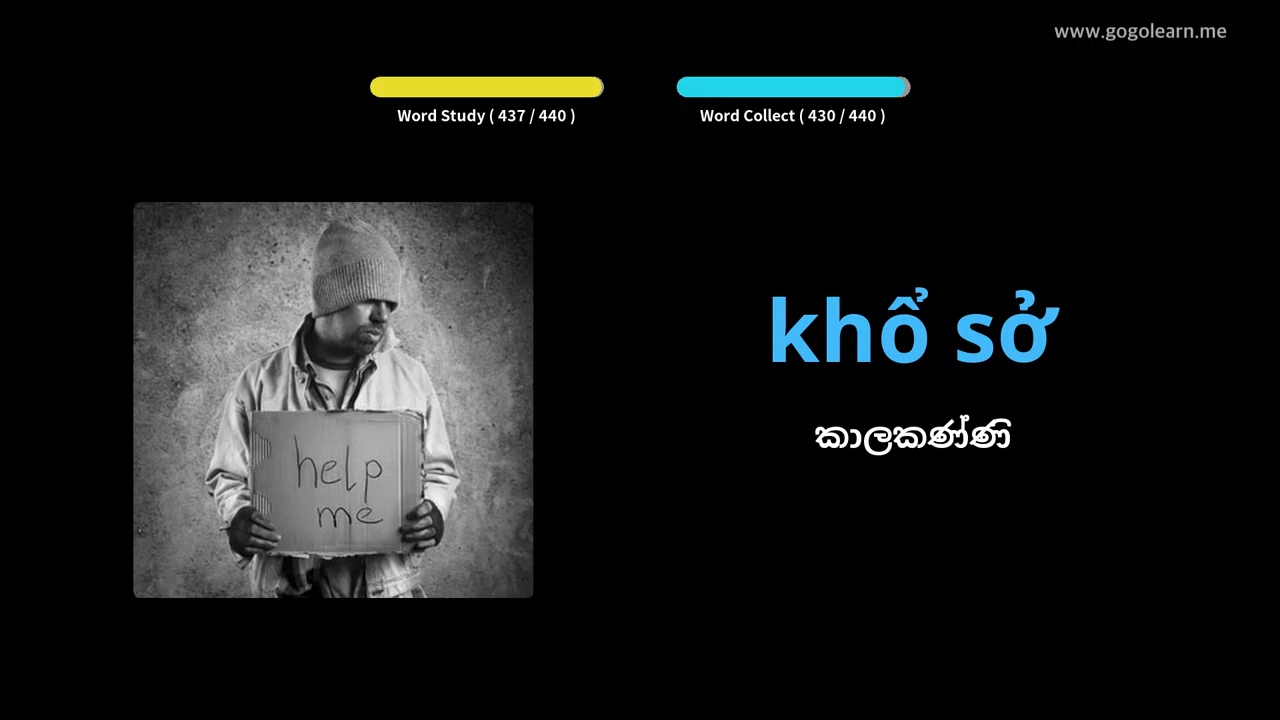 www.gogolearn.me
Word Study ( 437 / 440 )
Word Collect ( 430 / 440 )
help
me
khổ sở
කාලකණ්ණි